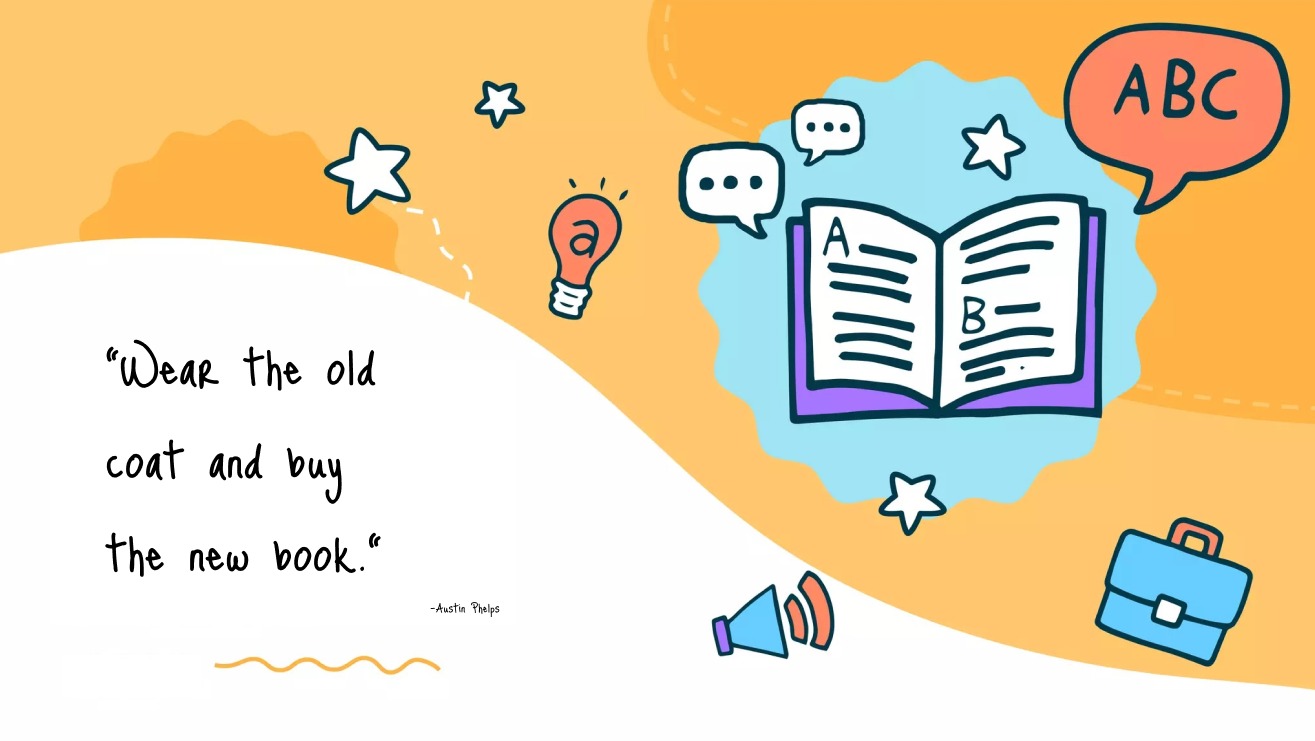 “Wear the old
coat and buy
the new book.“
-Austin Phelps
a
A
B
ABC